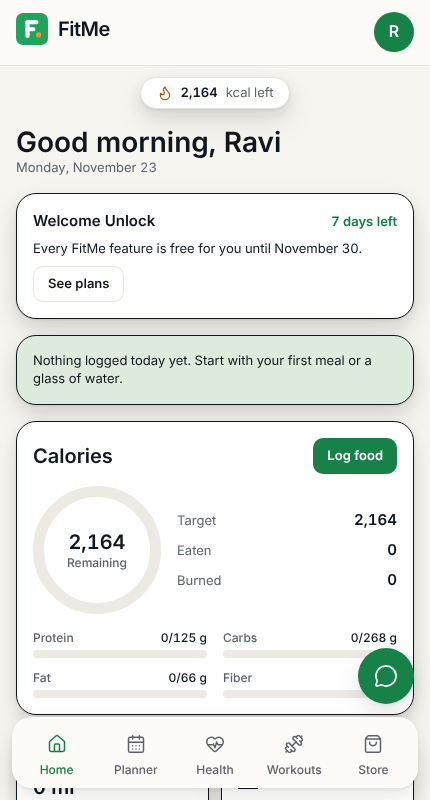 FitMe
R
2,164 kcal left
Good morning, Ravi
Monday, November 23
Welcome Unlock
7 days left
Every FitMe feature is free for you until November 30.
See plans
Nothing logged today yet. Start with your first meal or a
glass of water.
Calories
Log food
2,164
Remaining
Target 2,164
Eaten 0
Burned 0
Protein 0/125 g
Carbs 0/268 g
Fat 0/66 g
Fiber
Home
Planner
Health
Workouts
Store